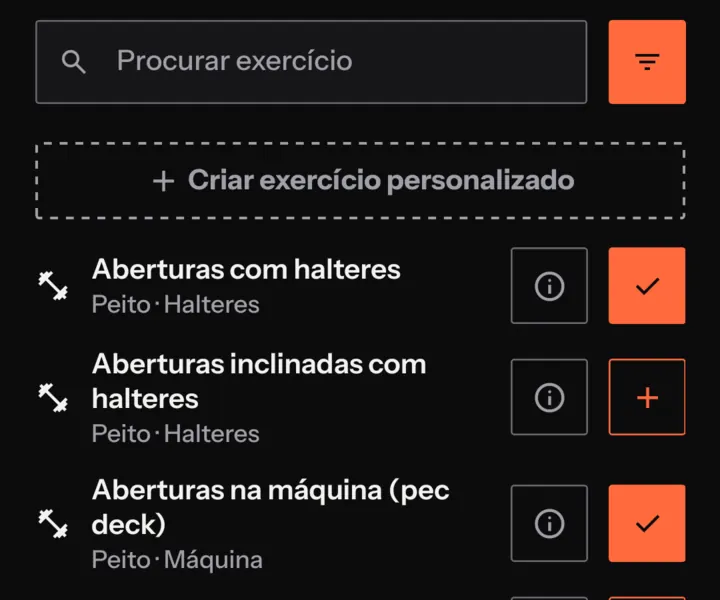 Procurar exercício
+ Criar exercício personalizado
Aberturas com halteres
Peito · Halteres
Aberturas inclinadas com
halteres
Peito · Halteres
Aberturas na máquina (pec
deck)
Peito · Máquina